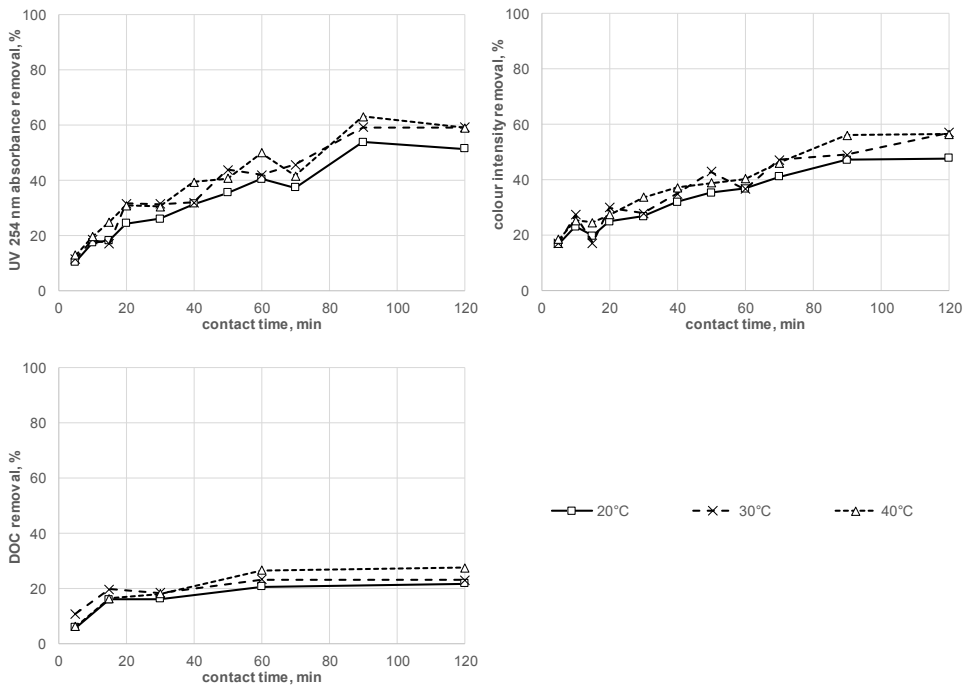 100
80
60
40
20
0
UV 254 nm absorbance removal, %
0 20 40 60 80 100 120
contact time, min
100
80
60
40
20
0
colour intensity removal, %
0 20 40 60 80 100 120
contact time, min
100
80
60
40
20
0
DOC removal, %
0 20 40 60 80 100 120
contact time, min
20°C 30°C 40°C